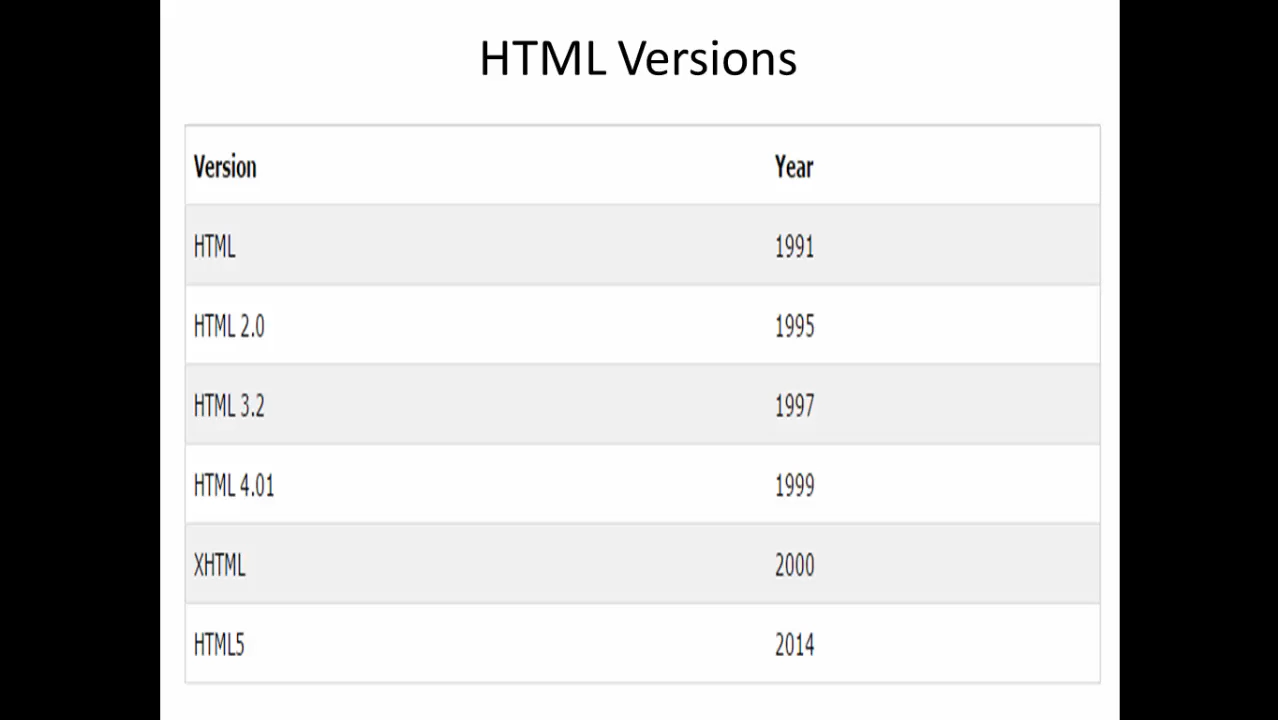 HTML Versions
Version Year
HTML 1991
HTML 2.0 1995
HTML 3.2 1997
HTML 4.01 1999
XHTML 2000
HTML5 2014